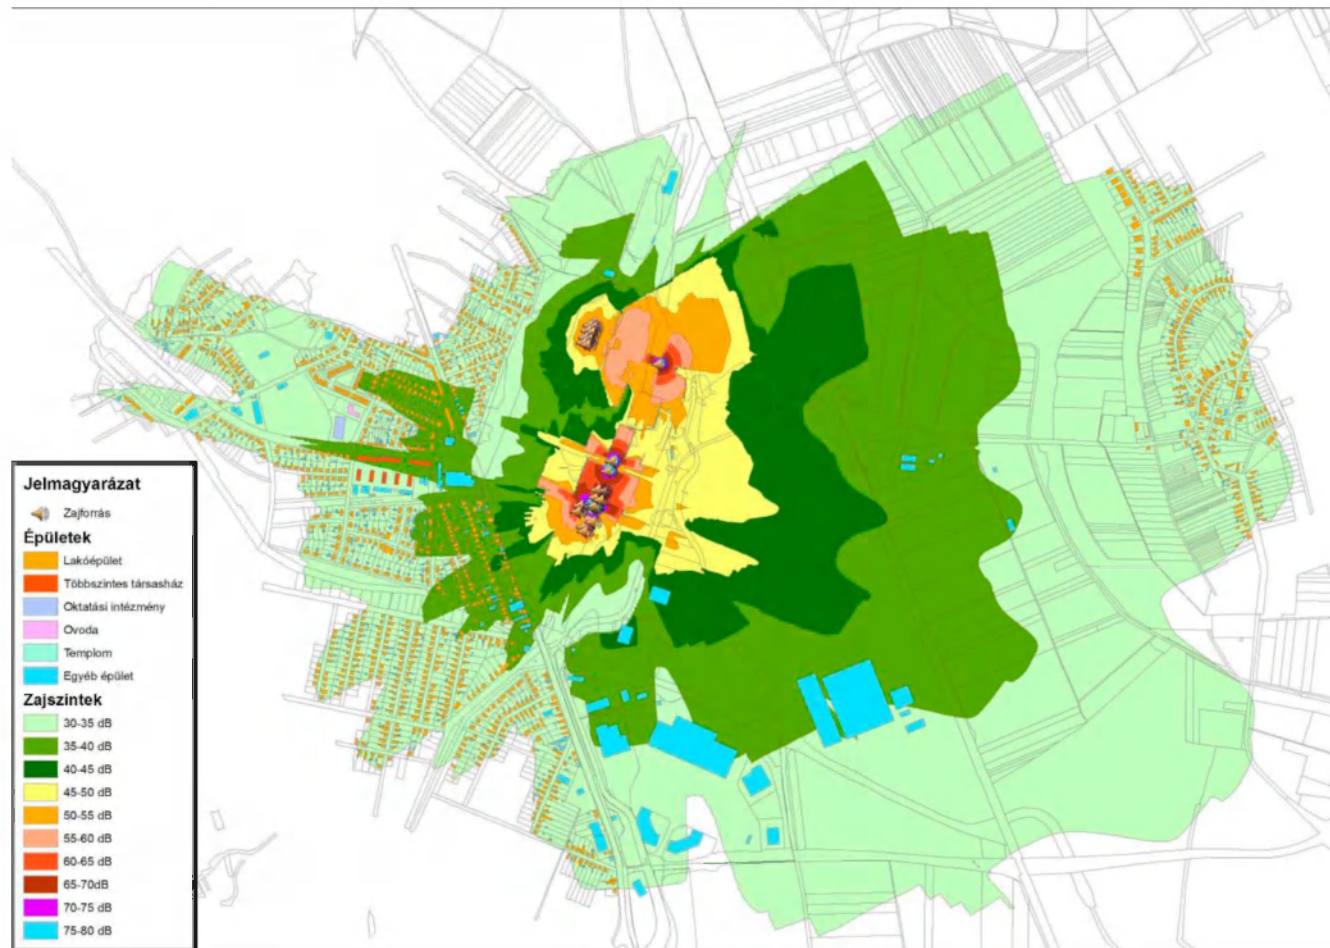 Jelmagyarázat
Zajforrás
Épületek
Lakóépület
Többszintes társasház
Oktatási intézmény
Ovoda
Templom
Egyéb épület
Zajszintek
30-35 dB
35-40 dB
40-45 dB
45-50 dB
50-55 dB
55-60 dB
60-65 dB
65-70dB
70-75 dB
75-80 dB